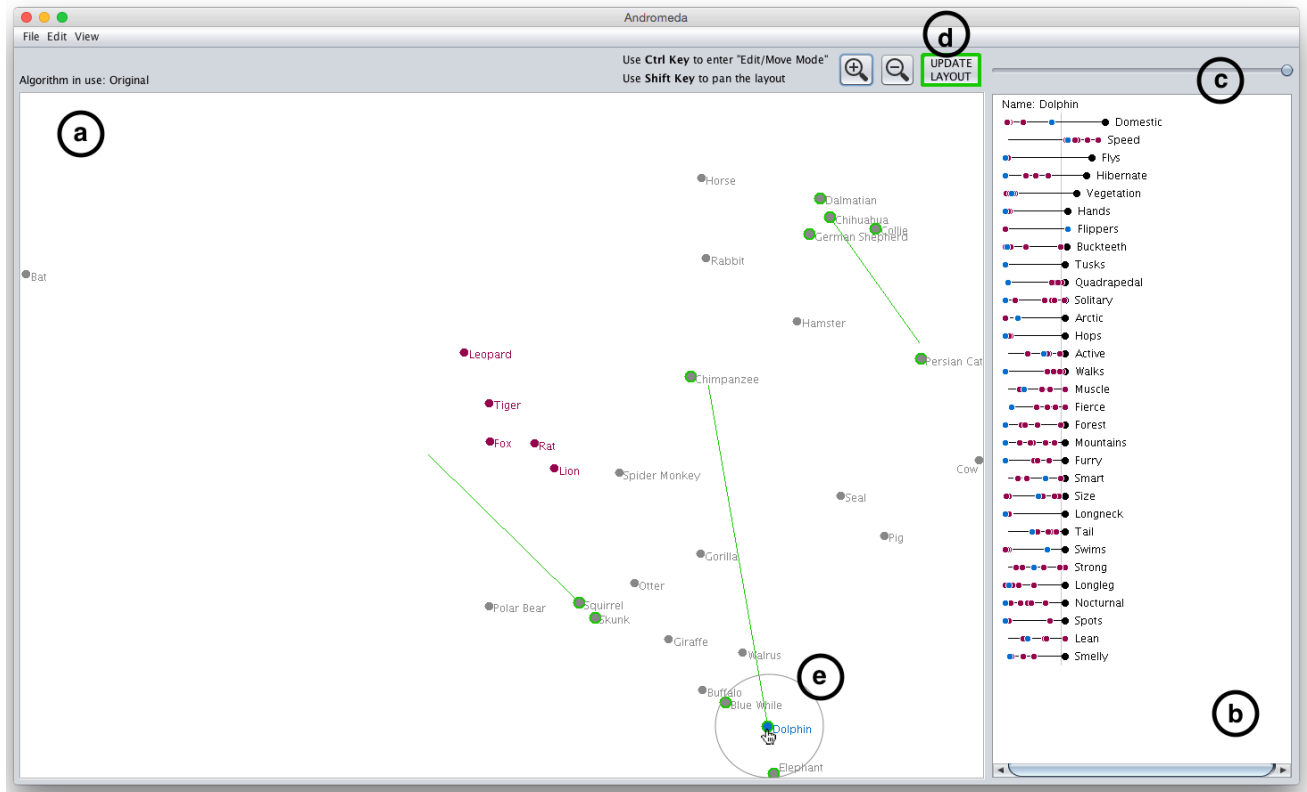 Andromeda
File Edit View
d
Use Ctrl Key to enter "Edit/Move Mode"
Use Shift Key to pan the layout
UPDATE
LAYOUT
Algorithm in use: Original
c
a
Horse
Dalmatian
Chihuahua
Collie
German Shepherd
Rabbit
Bat
Hamster
Leopard
Persian Cat
Chimpanzee
Tiger
Fox
Rat
Lion
Spider Monkey
Cow
Seal
Pig
Gorilla
Otter
Polar Bear
Squirrel
Skunk
Giraffe
Walrus
e
Buffalo
Blue While
Dolphin
Elephant
Name: Dolphin
Domestic
Speed
Flys
Hibernate
Vegetation
Hands
Flippers
Buckteeth
Tusks
Quadrapedal
Solitary
Arctic
Hops
Active
Walks
Muscle
Fierce
Forest
Mountains
Furry
Smart
Size
Longneck
Tail
Swims
Strong
Longleg
Nocturnal
Spots
Lean
Smelly
b